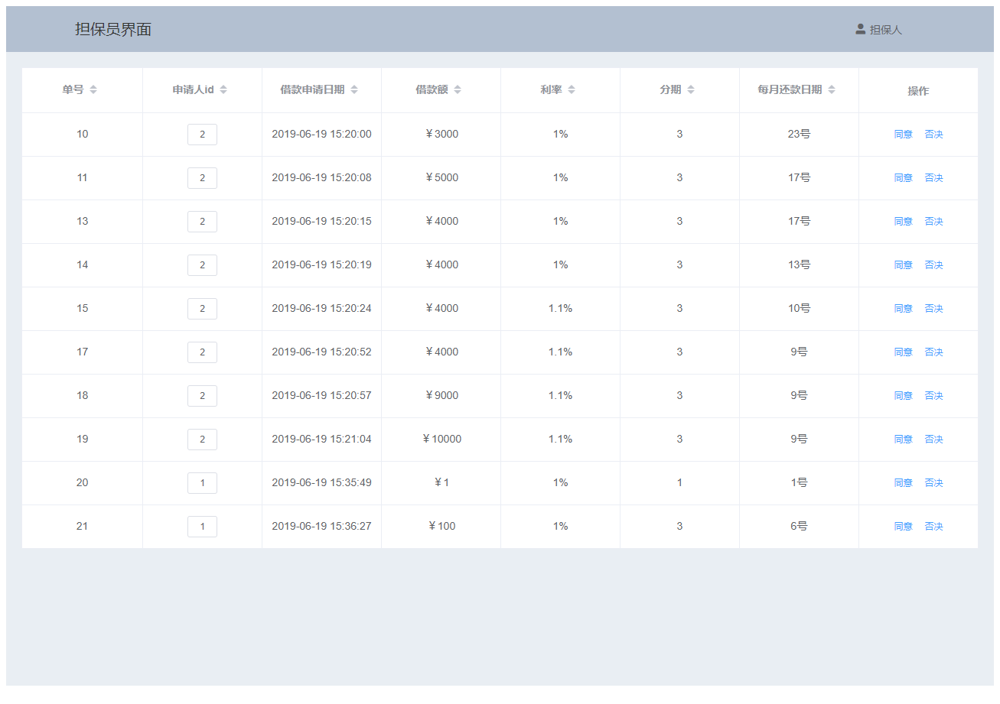 担保员界面 担保人
单号 申请人id 借款申请日期 借款额 利率 分期 每月还款日期 操作
10 2 2019-06-19 15:20:00 ¥3000 1% 3 23号 同意 否决
11 2 2019-06-19 15:20:08 ¥5000 1% 3 17号 同意 否决
13 2 2019-06-19 15:20:15 ¥4000 1% 3 17号 同意 否决
14 2 2019-06-19 15:20:19 ¥4000 1% 3 13号 同意 否决
15 2 2019-06-19 15:20:24 ¥4000 1.1% 3 10号 同意 否决
17 2 2019-06-19 15:20:52 ¥4000 1.1% 3 9号 同意 否决
18 2 2019-06-19 15:20:57 ¥9000 1.1% 3 9号 同意 否决
19 2 2019-06-19 15:21:04 ¥10000 1.1% 3 9号 同意 否决
20 1 2019-06-19 15:35:49 ¥1 1% 1 1号 同意 否决
21 1 2019-06-19 15:36:27 ¥100 1% 3 6号 同意 否决